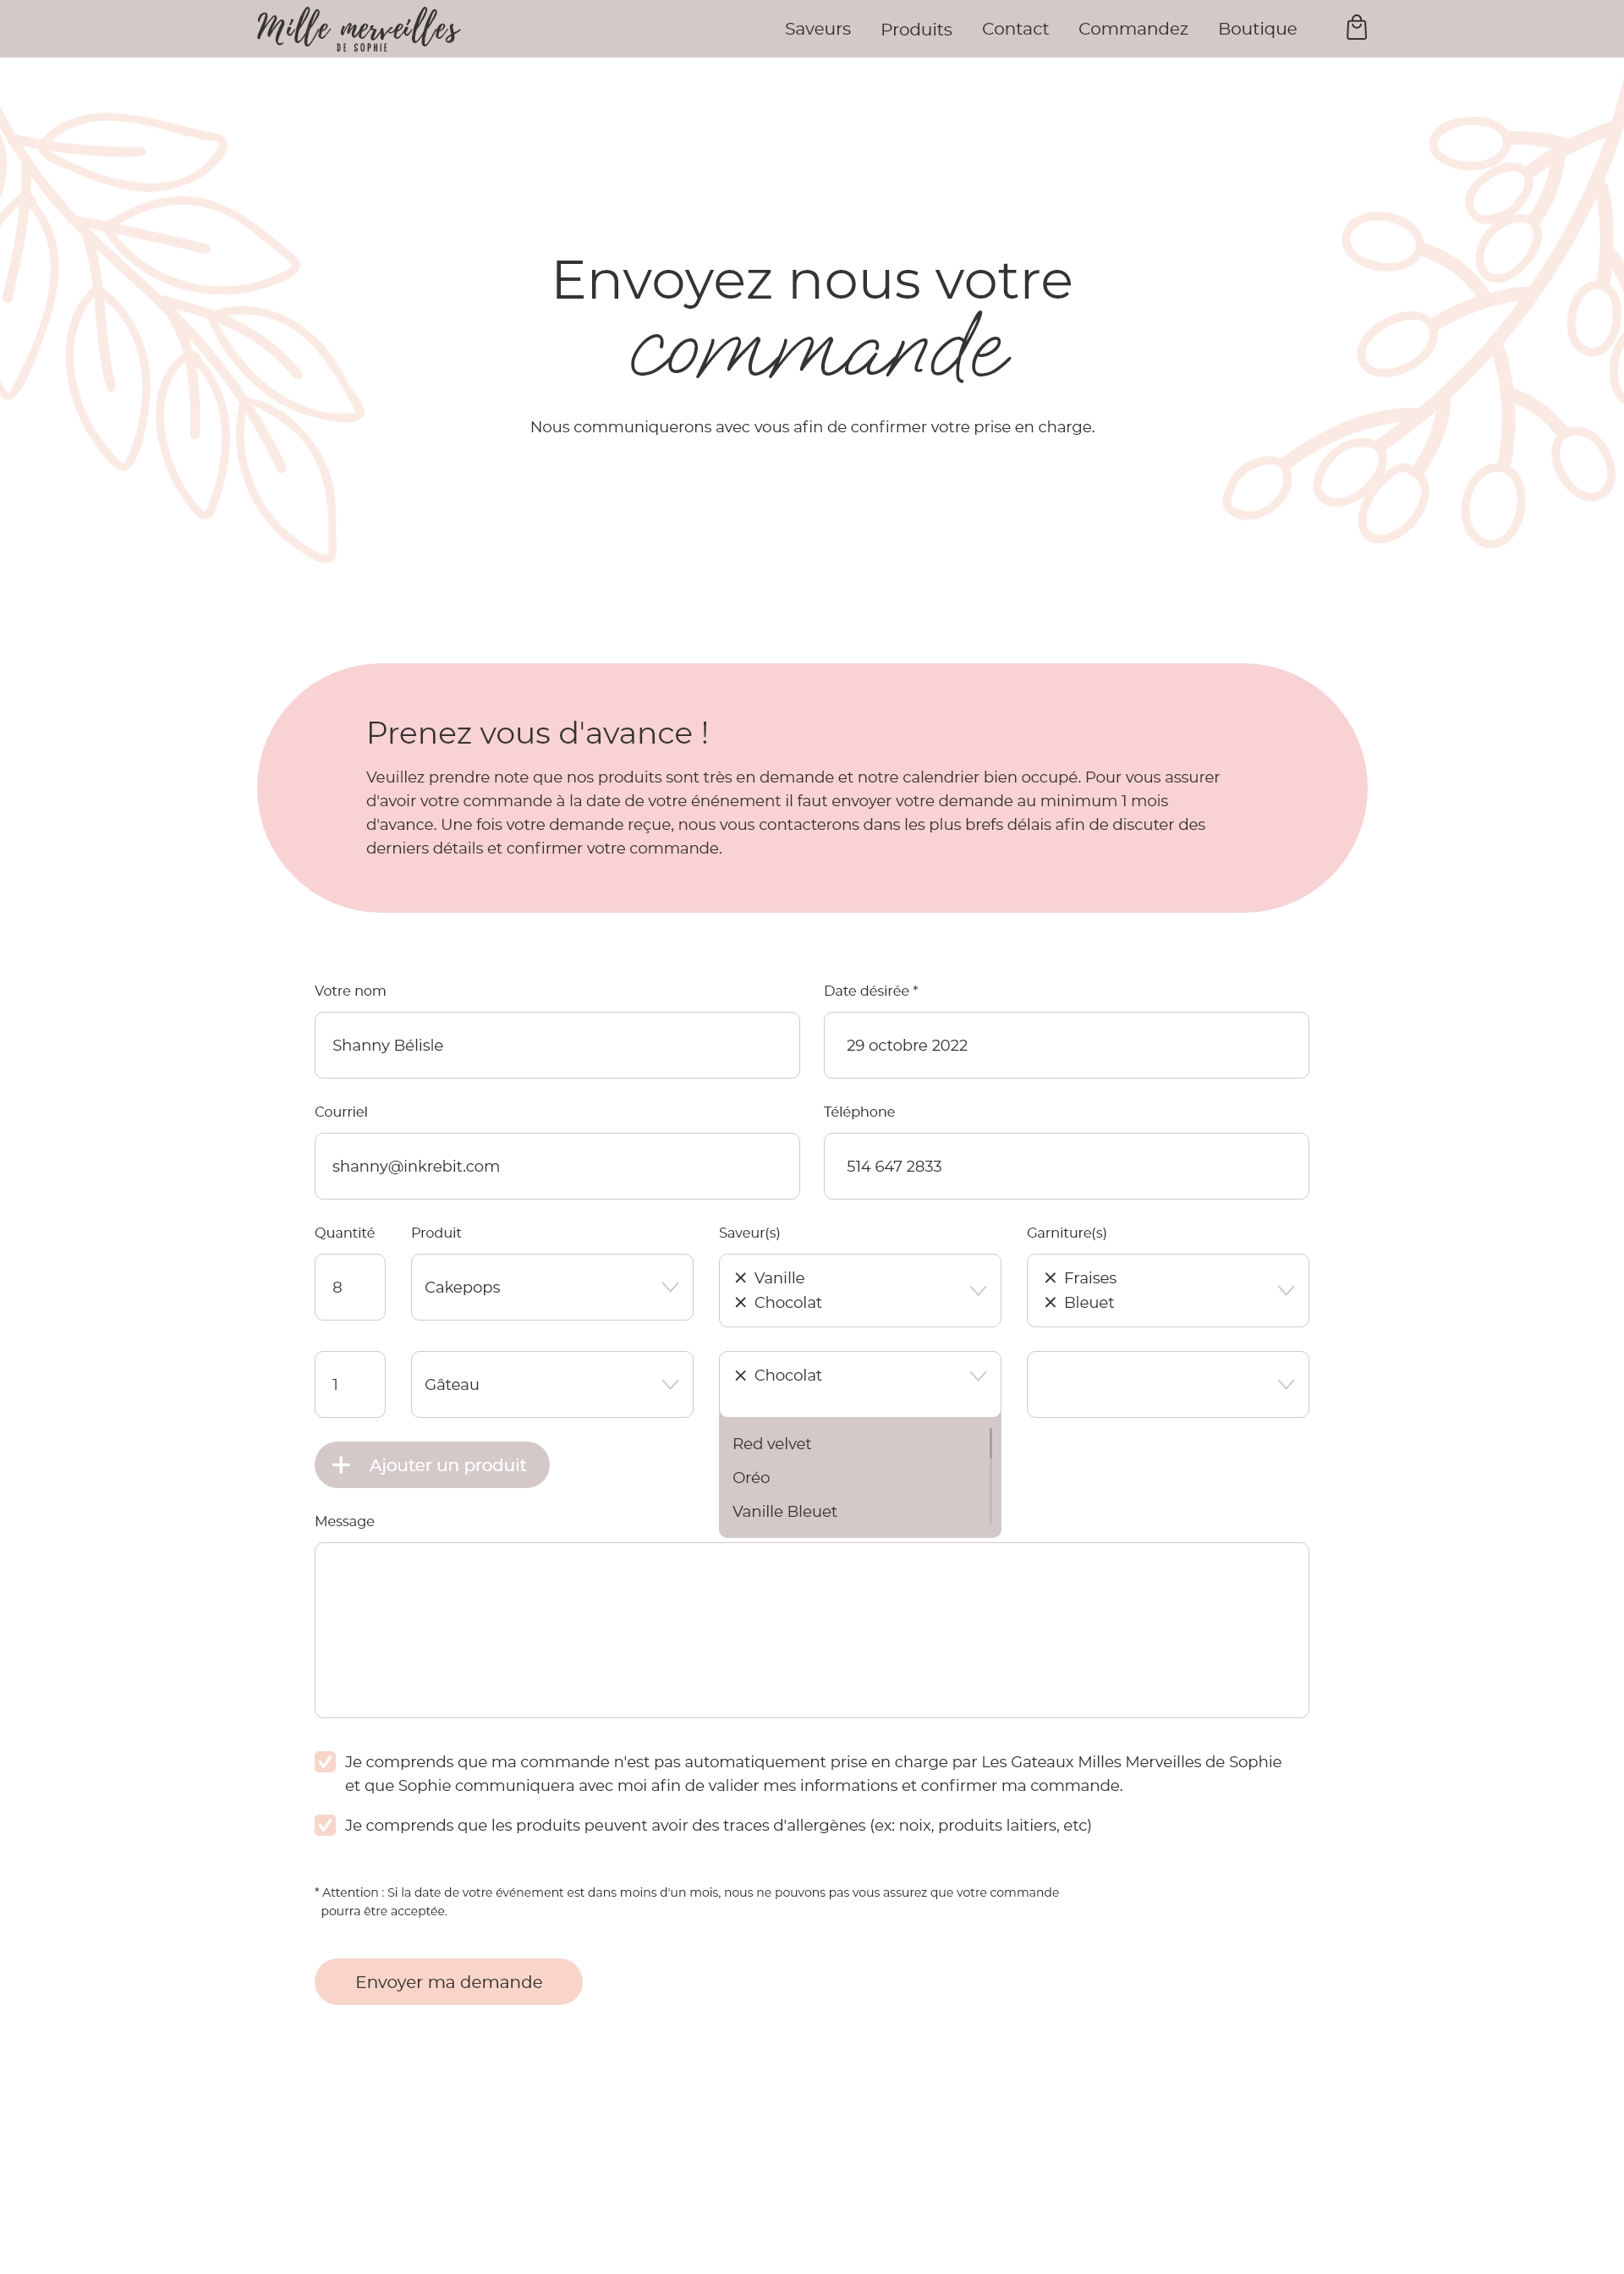 Mille merveilles
DE SOPHIE
Saveurs
Produits
Contact
Commandez
Boutique
Envoyez nous votre
commande
Nous communiquerons avec vous afin de confirmer votre prise en charge.
Prenez vous d'avance !
Veuillez prendre note que nos produits sont très en demande et notre calendrier bien occupé. Pour vous assurer
d'avoir votre commande à la date de votre énénement il faut envoyer votre demande au minimum 1 mois
d'avance. Une fois votre demande reçue, nous vous contacterons dans les plus brefs délais afin de discuter des
derniers détails et confirmer votre commande.
Votre nom
Date désirée *
Shanny Bélisle
29 octobre 2022
Courriel
Téléphone
shanny@inkrebit.com
514 647 2833
Quantité
Produit
Saveur(s)
Garniture(s)
8
Cakepops
Vanille
Chocolat
Fraises
Bleuet
1
Gâteau
Chocolat
Red velvet
Oréo
Vanille Bleuet
Ajouter un produit
Message
Je comprends que ma commande n'est pas automatiquement prise en charge par Les Gateaux Milles Merveilles de Sophie
et que Sophie communiquera avec moi afin de valider mes informations et confirmer ma commande.
Je comprends que les produits peuvent avoir des traces d'allergènes (ex: noix, produits laitiers, etc)
* Attention : Si la date de votre événement est dans moins d'un mois, nous ne pouvons pas vous assurez que votre commande
pourra être acceptée.
Envoyer ma demande